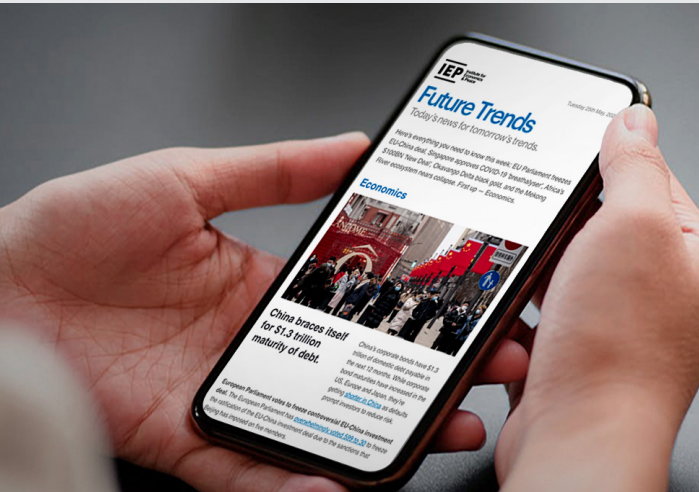 IEP
Institute for
Economics
& Peace
Tuesday 25th May, 202
Future Trends
Today's news for tomorrow's trends.
Here's everything you need to know this week: EU Parliament freezes
EU-China deal, Singapore approves COVID-19 'breathalyser', Africa's
$100BN 'New Deal', Okavango Delta black gold, and the Mekong
River ecosystem nears collapse. First up — Economics.
Economics
China braces itself
for $1.3 trillion
maturity of debt.
China's corporate bonds have $1.3
trillion of domestic debt payable in
the next 12 months. While corporate
bond maturities have increased in the
US, Europe and Japan, they're
getting shorter in China as defaults
prompt investors to reduce risk.
European Parliament votes to freeze controversial EU-China investment
deal. The European Parliament has overwhelmingly voted 599 to 30 to freeze
the ratification of the EU-China investment deal due to the sanctions that
Beijing has imposed on five members.